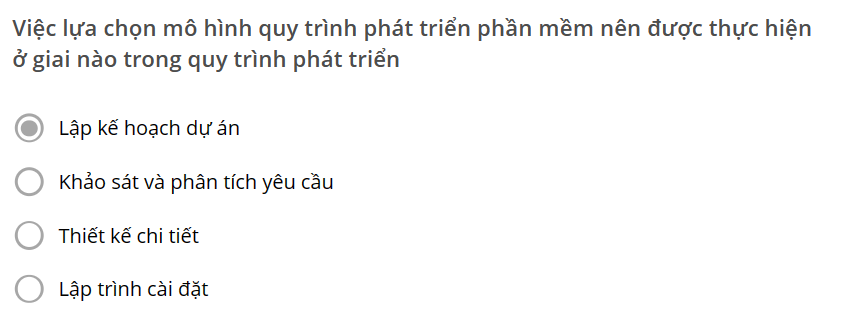 Việc lựa chọn mô hình quy trình phát triển phần mềm nên được thực hiện
ở giai nào trong quy trình phát triển
Lập kế hoạch dự án
Khảo sát và phân tích yêu cầu
Thiết kế chi tiết
Lập trình cài đặt